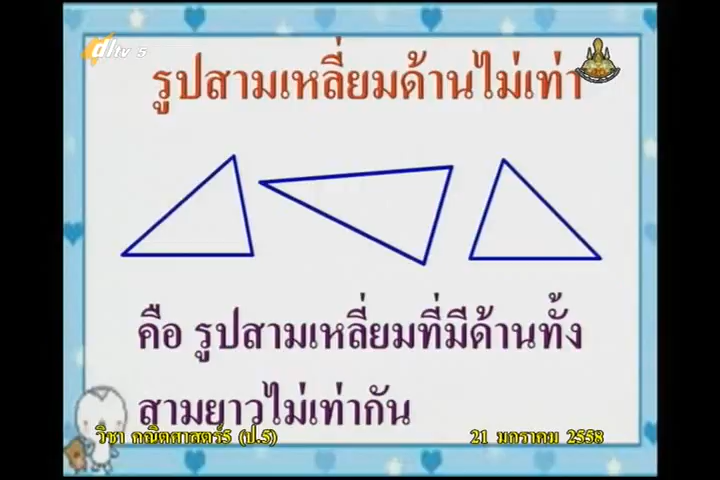 dltv 5
รูปสามเหลี่ยมด้านไม่เท่า
คือ รูปสามเหลี่ยมที่มีด้านทั้ง
สามยาวไม่เท่ากัน
วิชา คณิตศาสตร์5 (ป.5)
21 มกราคม 2558